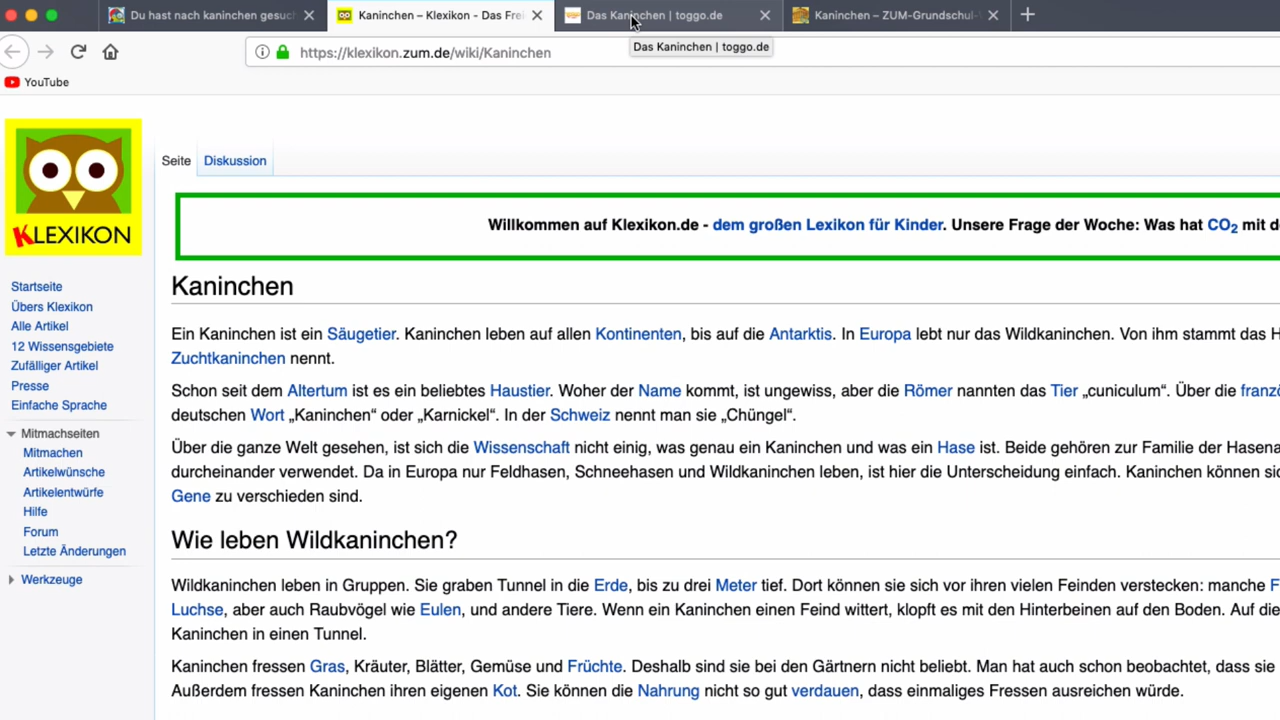 Du hast nach kaninchen gesuc
Kaninchen – Klexikon - Das Frei
Das Kaninchen | toggo.de
Kaninchen – ZUM-Grundschul-
https://klexikon.zum.de/wiki/Kaninchen
Das Kaninchen | toggo.de
YouTube
KLEXIKON
Seite Diskussion
Willkommen auf Klexikon.de - dem großen Lexikon für Kinder. Unsere Frage der Woche: Was hat CO2 mit d
Startseite
Übers Klexikon
Alle Artikel
12 Wissensgebiete
Zufälliger Artikel
Presse
Einfache Sprache
Mitmachseiten
Mitmachen
Artikelwünsche
Artikelentwürfe
Hilfe
Forum
Letzte Änderungen
Werkzeuge
Kaninchen
Ein Kaninchen ist ein Säugetier. Kaninchen leben auf allen Kontinenten, bis auf die Antarktis. In Europa lebt nur das Wildkaninchen. Von ihm stammt das H
Zuchtkaninchen nennt.
Schon seit dem Altertum ist es ein beliebtes Haustier. Woher der Name kommt, ist ungewiss, aber die Römer nannten das Tier „cuniculum“. Über die franzö
deutschen Wort „Kaninchen“ oder „Karnickel“. In der Schweiz nennt man sie „Chüngel“.
Über die ganze Welt gesehen, ist sich die Wissenschaft nicht einig, was genau ein Kaninchen und was ein Hase ist. Beide gehören zur Familie der Hasena
durcheinander verwendet. Da in Europa nur Feldhasen, Schneehasen und Wildkaninchen leben, ist hier die Unterscheidung einfach. Kaninchen können sic
Gene zu verschieden sind.
Wie leben Wildkaninchen?
Wildkaninchen leben in Gruppen. Sie graben Tunnel in die Erde, bis zu drei Meter tief. Dort können sie sich vor ihren vielen Feinden verstecken: manche F
Luchse, aber auch Raubvögel wie Eulen, und andere Tiere. Wenn ein Kaninchen einen Feind wittert, klopft es mit den Hinterbeinen auf den Boden. Auf die
Kaninchen in einen Tunnel.
Kaninchen fressen Gras, Kräuter, Blätter, Gemüse und Früchte. Deshalb sind sie bei den Gärtnern nicht beliebt. Man hat auch schon beobachtet, dass sie
Außerdem fressen Kaninchen ihren eigenen Kot. Sie können die Nahrung nicht so gut verdauen, dass einmaliges Fressen ausreichen würde.